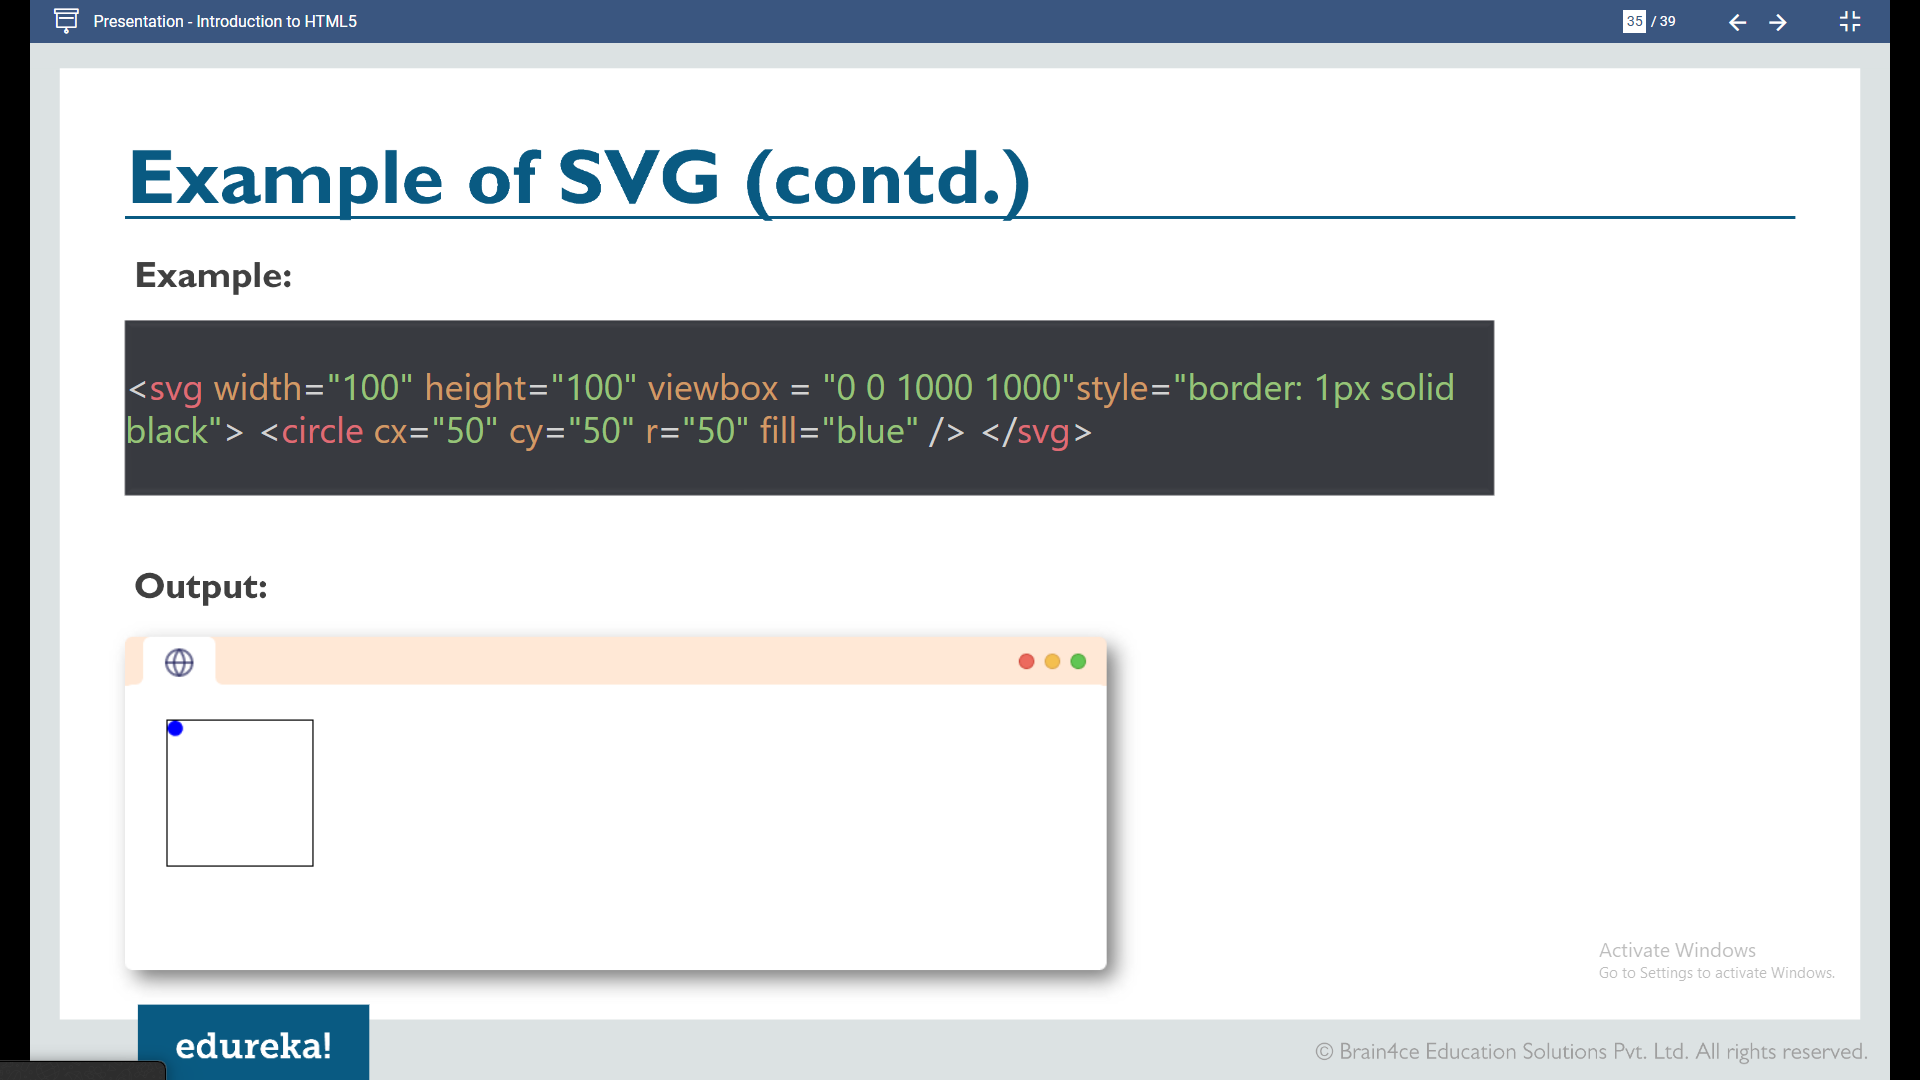 Presentation - Introduction to HTML5
35 / 39
Example of SVG (contd.)
Example:
<svg width="100" height="100" viewbox = "0 0 1000 1000"style="border: 1px solid
black"> <circle cx="50" cy="50" r="50" fill="blue" /> </svg>
Output:
Activate Windows
Go to Settings to activate Windows.
edureka!
© Brain4ce Education Solutions Pvt. Ltd. All rights reserved.